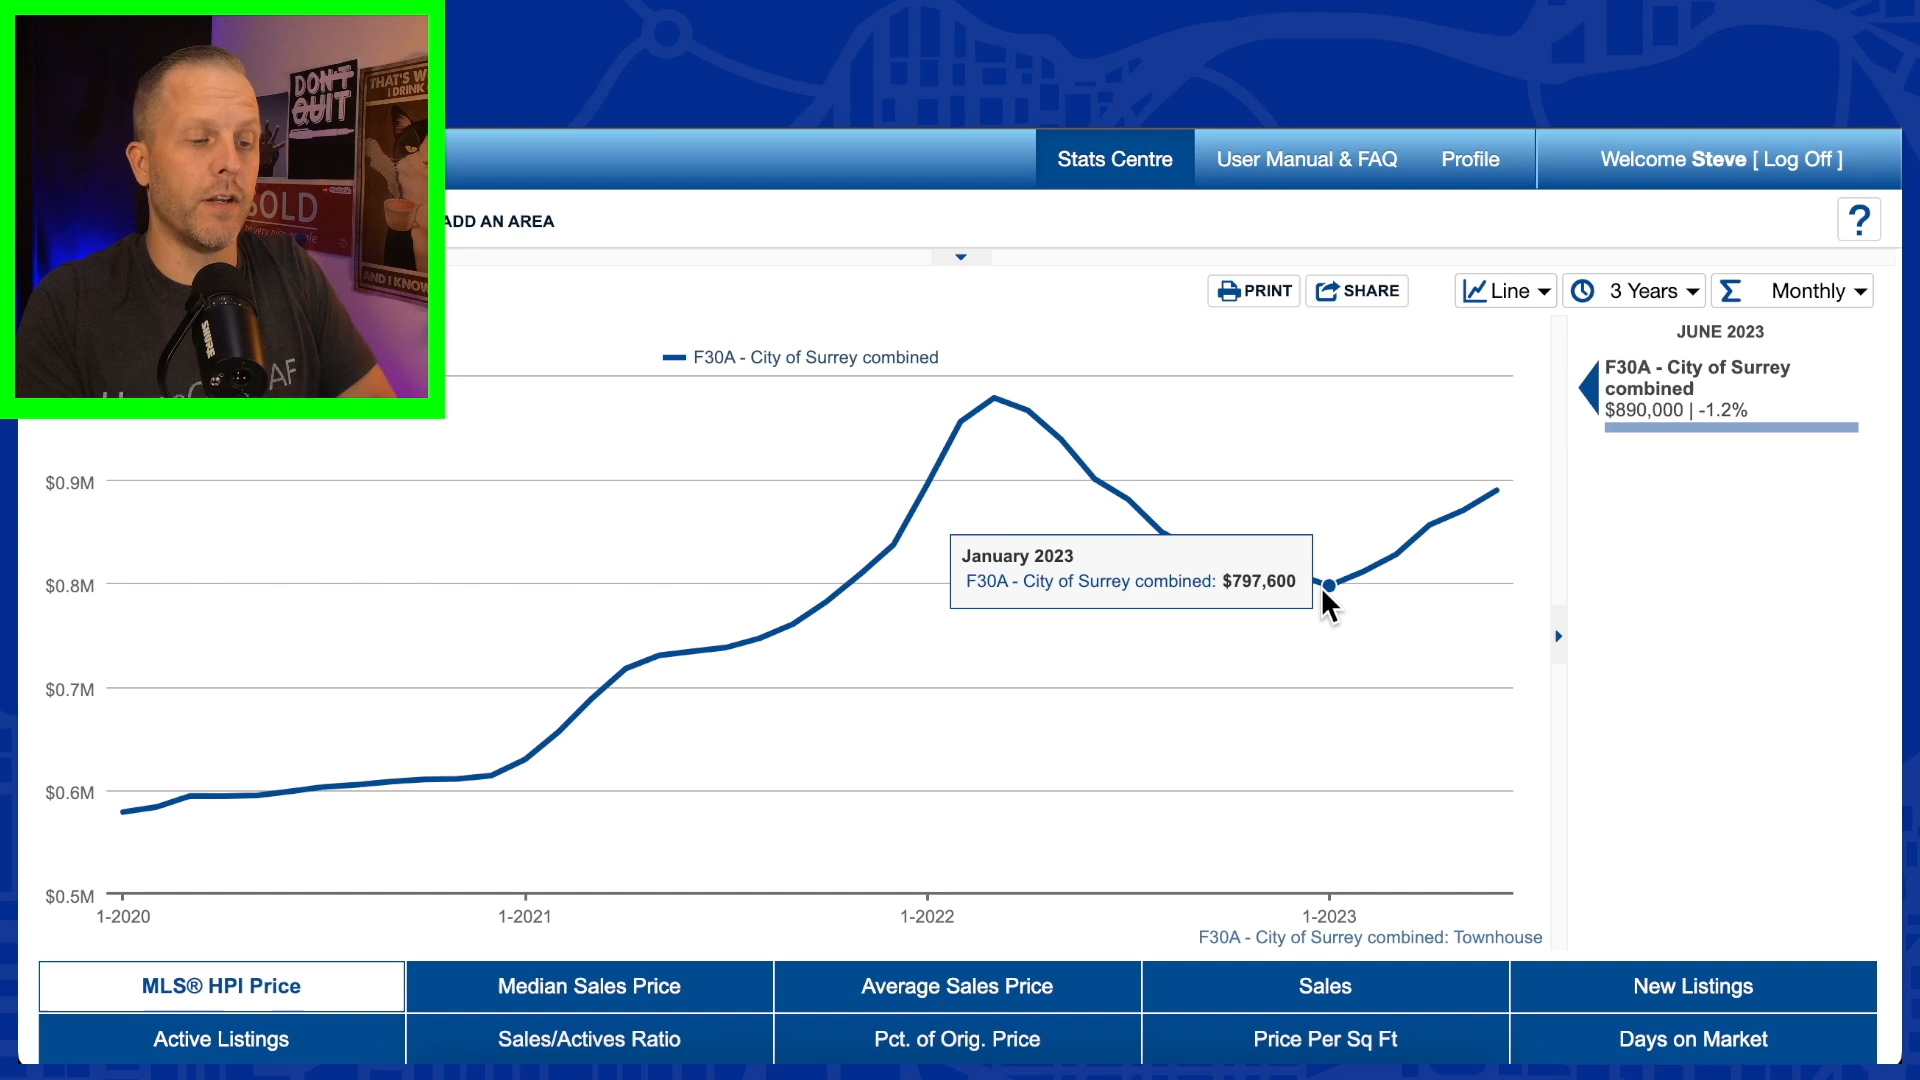 DON'T
QUIT
THAT'S W
I DRINK
SOLD
AND I KNOW
SHURE
AF
Stats Centre
User Manual & FAQ
Profile
Welcome Steve [ Log Off ]
ADD AN AREA
?
PRINT
SHARE
Line
3 Years
Monthly
JUNE 2023
F30A - City of Surrey
combined
$890,000 | -1.2%
F30A - City of Surrey combined
$0.9M
$0.8M
$0.7M
$0.6M
$0.5M
January 2023
F30A - City of Surrey combined: $797,600
1-2020
1-2021
1-2022
1-2023
F30A - City of Surrey combined: Townhouse
MLS® HPI Price
Median Sales Price
Average Sales Price
Sales
New Listings
Active Listings
Sales/Actives Ratio
Pct. of Orig. Price
Price Per Sq Ft
Days on Market